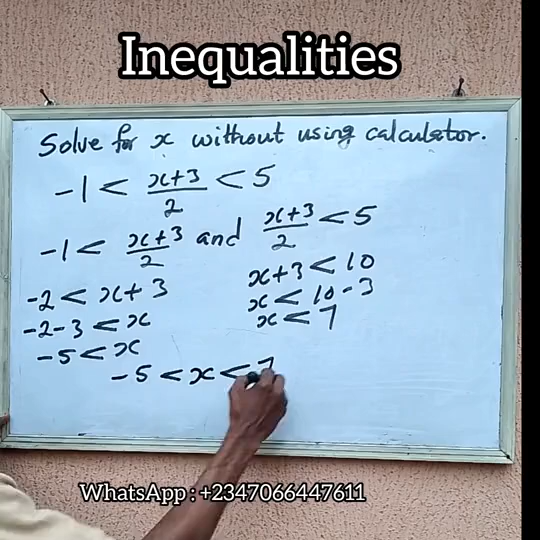 Inequalities
Solve for x without using calculator.
-1 < (x+3)/2 < 5
-1 < (x+3)/2 and (x+3)/2 < 5
-2 < x+3
x+3 < 10
-2-3 < x
x < 10-3
-5 < x
x < 7
-5 < x < 7
WhatsApp : +2347066447611